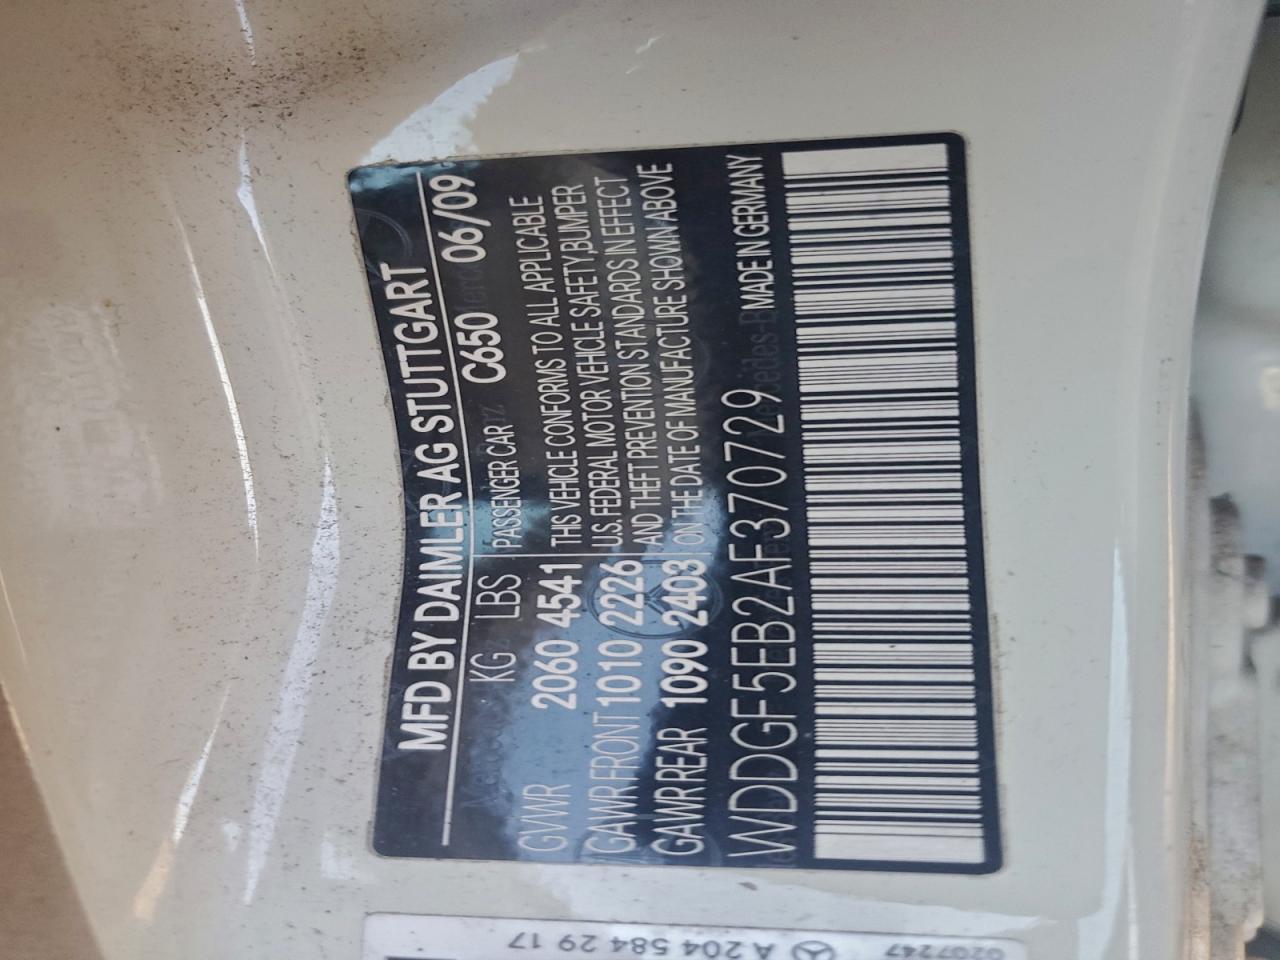 MFD BY DAIMLER AG STUTTGART
KG LBS PASSENGER CAR C650 06/09
GVWR 2060 4541 THIS VEHICLE CONFORMS TO ALL APPLICABLE
GAWR FRONT 1010 2226 U.S. FEDERAL MOTOR VEHICLE SAFETY,BUMPER
AND THEFT PREVENTION STANDARDS IN EFFECT
GAWR REAR 1090 2403 ON THE DATE OF MANUFACTURE SHOWN ABOVE
WDDGF5EB2AF370729 MADE IN GERMANY
A 204 584 29 17
0207247